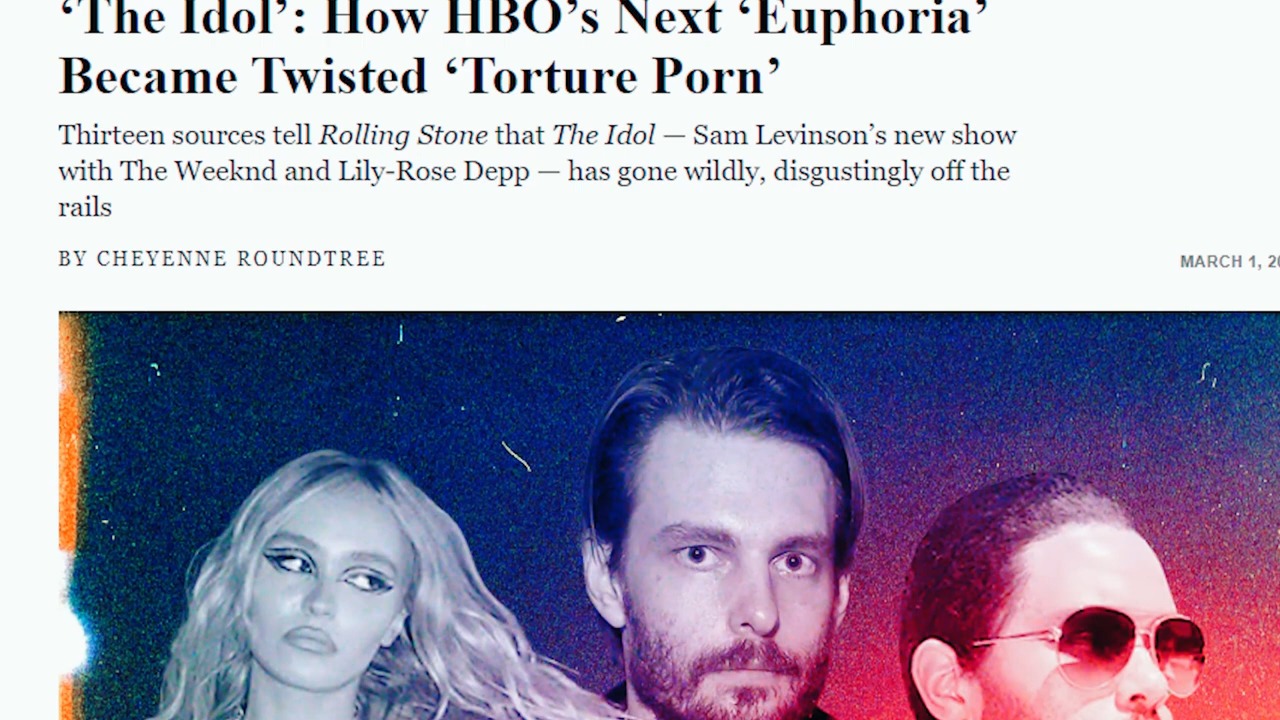 ‘The Idol’: How HBO’s Next ‘Euphoria’
Became Twisted ‘Torture Porn’
Thirteen sources tell Rolling Stone that The Idol — Sam Levinson’s new show
with The Weeknd and Lily-Rose Depp — has gone wildly, disgustingly off the
rails
BY CHEYENNE ROUNDTREE
MARCH 1, 20